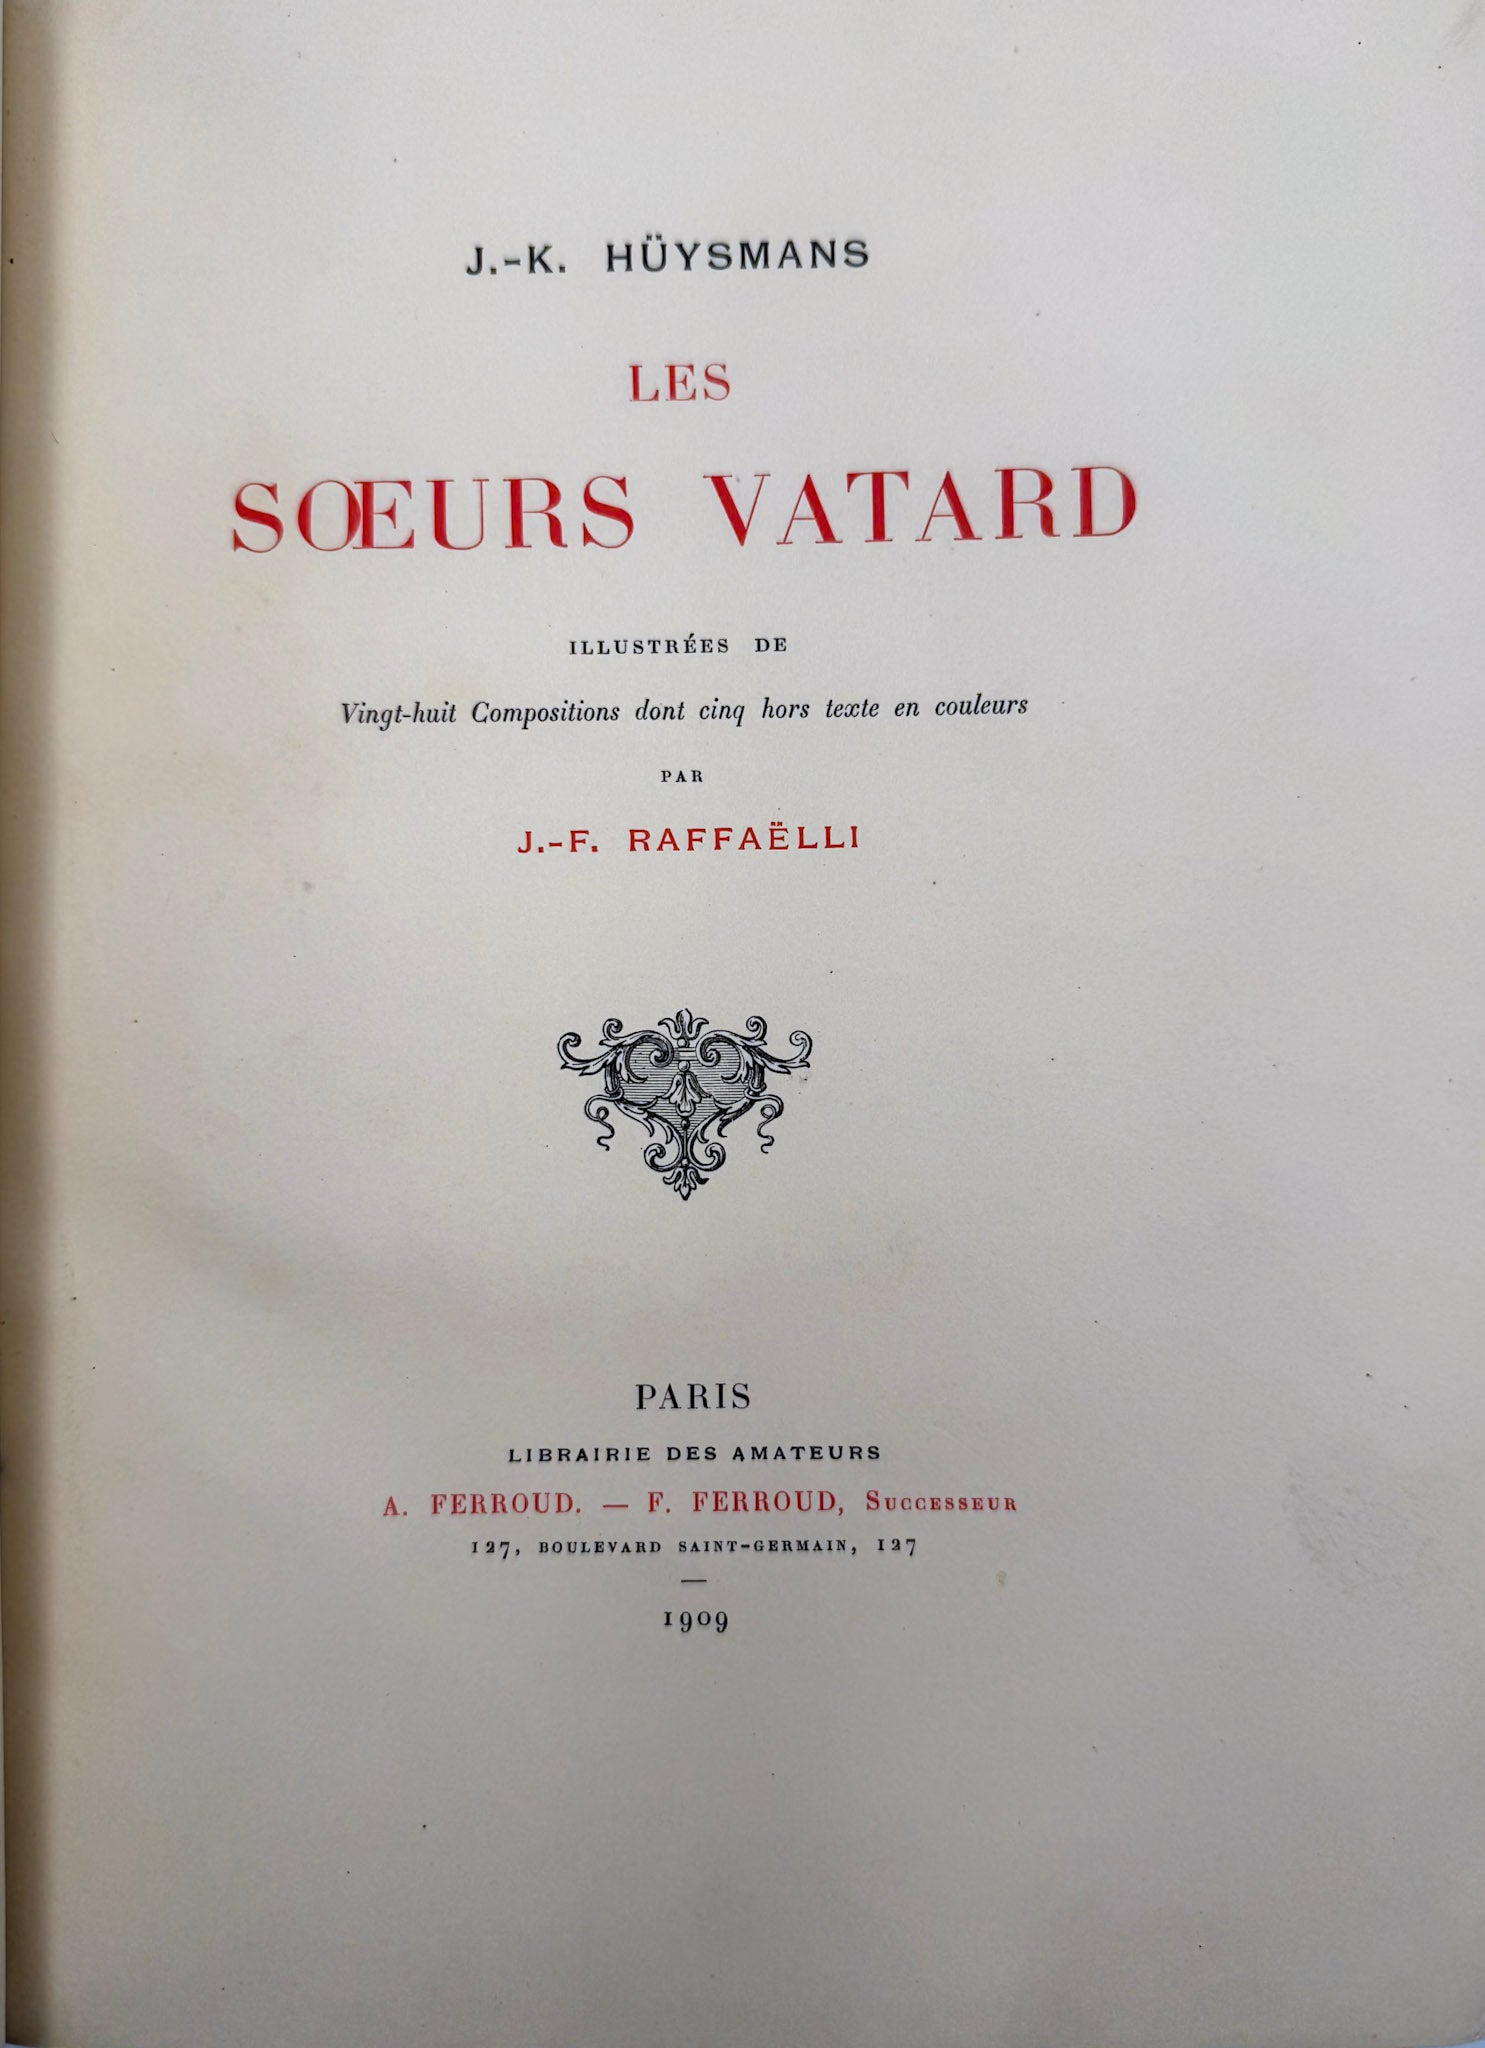 J.-K. HÜYSMANS
LES
SŒURS VATARD
ILLUSTRÉES DE
Vingt-huit Compositions dont cinq hors texte en couleurs
PAR
J.-F. RAFFAËLLI
PARIS
LIBRAIRIE DES AMATEURS
A. FERROUD. — F. FERROUD, SUCCESSEUR
127, BOULEVARD SAINT-GERMAIN, 127
1909